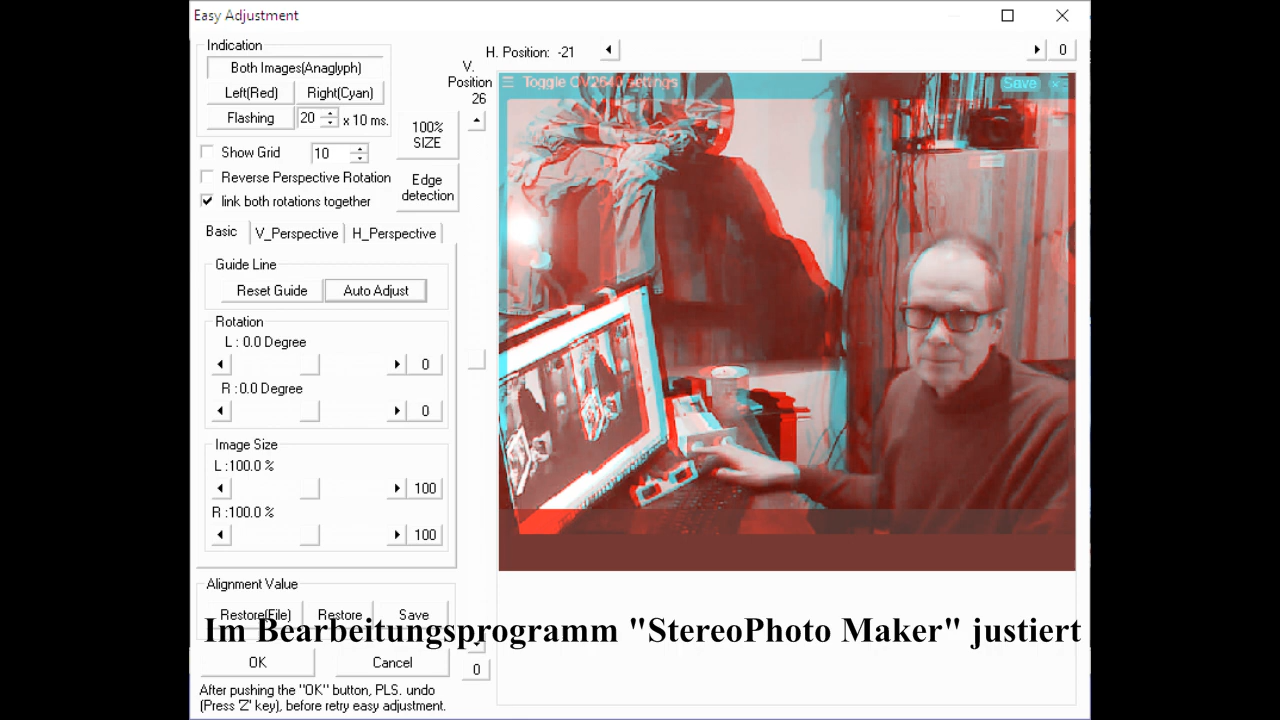 Easy Adjustment
Indication
Both Images(Anaglyph)
Left(Red) Right(Cyan)
Flashing 20 x 10 ms.
Show Grid 10
Reverse Perspective Rotation
link both rotations together
H. Position: -21
0
V.
Position
26
100%
SIZE
Edge
detection
Basic V_Perspective H_Perspective
Guide Line
Reset Guide Auto Adjust
Rotation
L : 0.0 Degree
0
R :0.0 Degree
0
Image Size
L :100.0 %
100
R :100.0 %
100
Alignment Value
Restore(File) Restore Save
OK Cancel
0
After pushing the "OK" button, PLS. undo
(Press 'Z' key), before retry easy adjustment.
Toggle OV2640 settings
Save
Im Bearbeitungsprogramm "StereoPhoto Maker" justiert